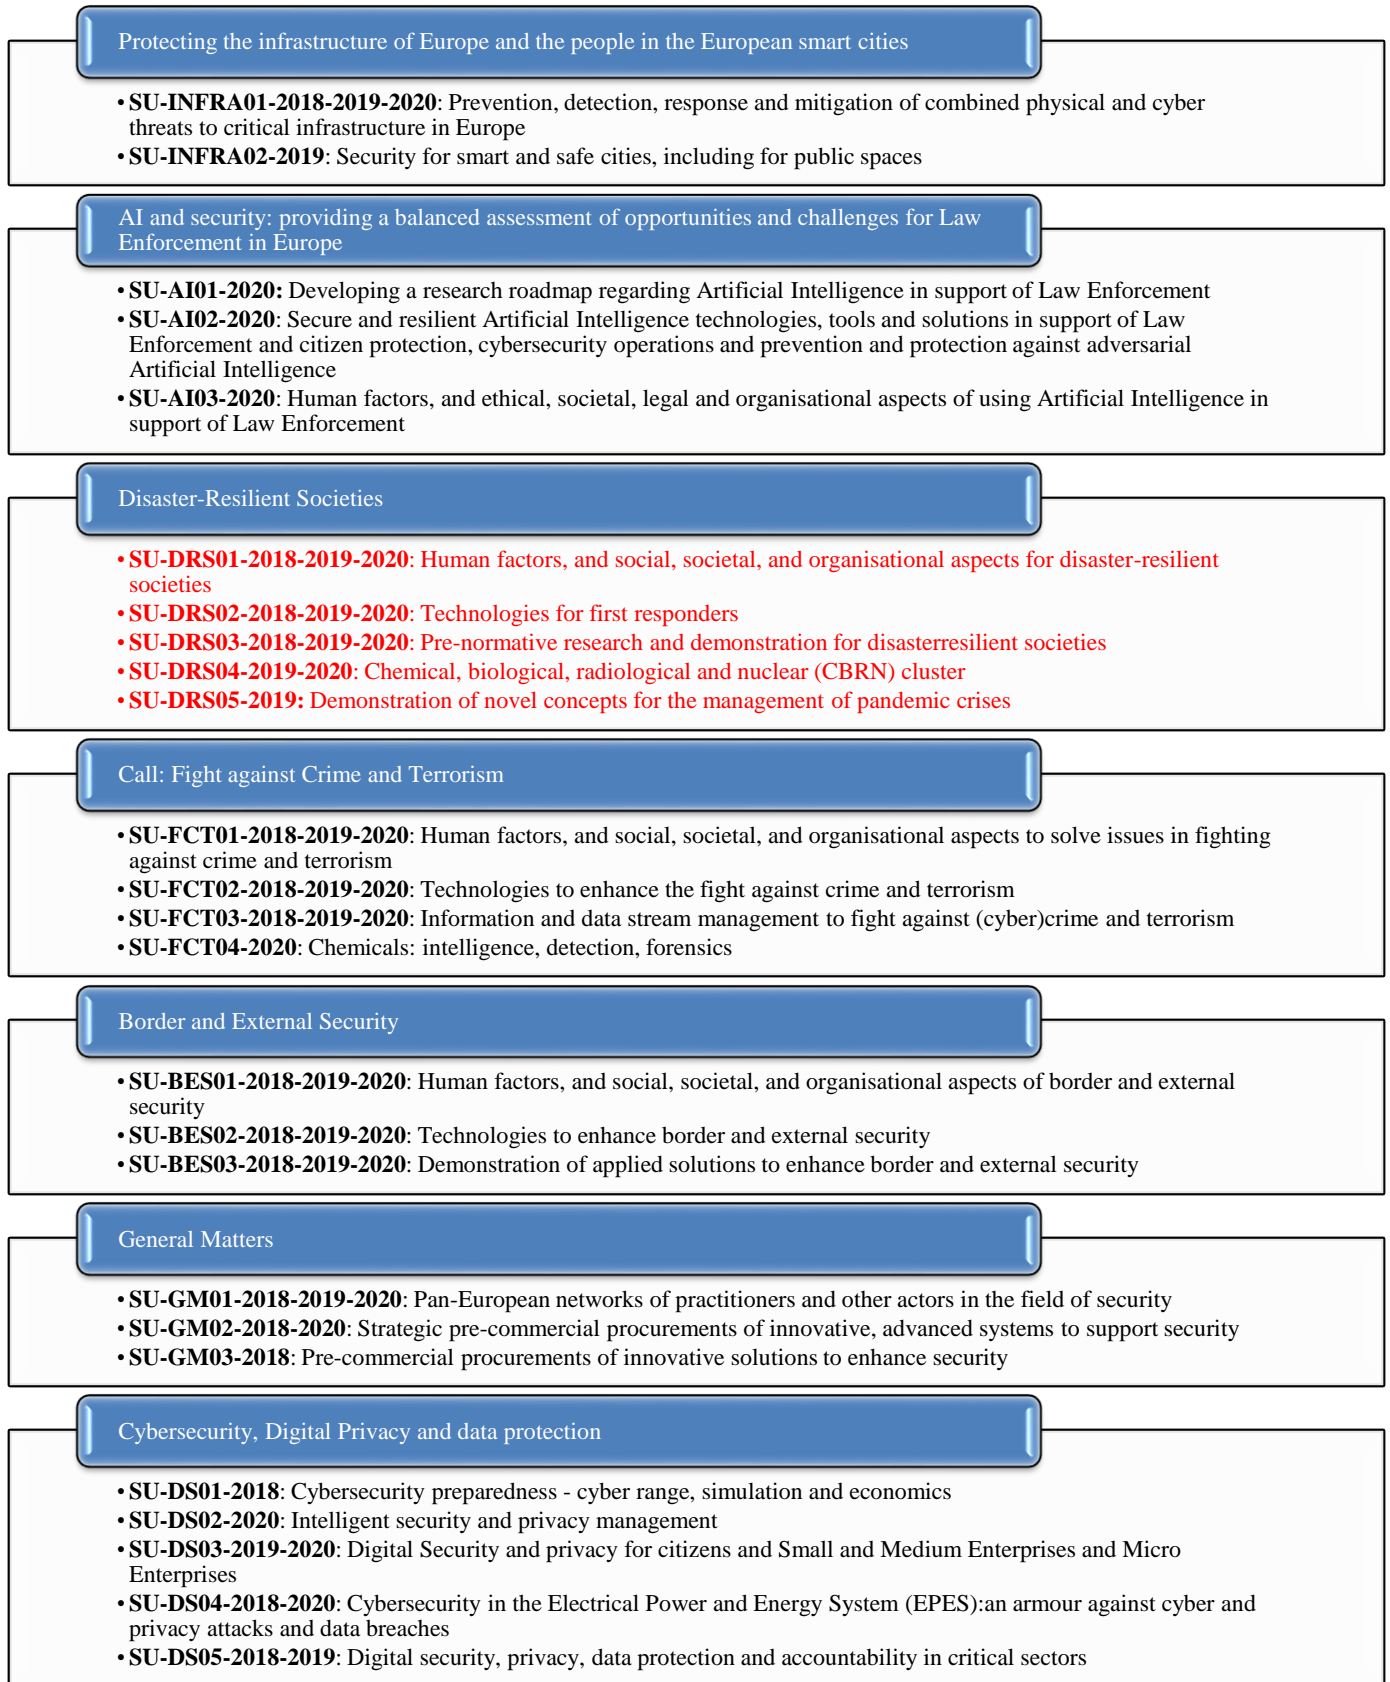 Protecting the infrastructure of Europe and the people in the European smart cities
• SU-INFRA01-2018-2019-2020: Prevention, detection, response and mitigation of combined physical and cyber
threats to critical infrastructure in Europe
• SU-INFRA02-2019: Security for smart and safe cities, including for public spaces
AI and security: providing a balanced assessment of opportunities and challenges for Law
Enforcement in Europe
• SU-AI01-2020: Developing a research roadmap regarding Artificial Intelligence in support of Law Enforcement
• SU-AI02-2020: Secure and resilient Artificial Intelligence technologies, tools and solutions in support of Law
Enforcement and citizen protection, cybersecurity operations and prevention and protection against adversarial
Artificial Intelligence
• SU-AI03-2020: Human factors, and ethical, societal, legal and organisational aspects of using Artificial Intelligence in
support of Law Enforcement
Disaster-Resilient Societies
• SU-DRS01-2018-2019-2020: Human factors, and social, societal, and organisational aspects for disaster-resilient
societies
• SU-DRS02-2018-2019-2020: Technologies for first responders
• SU-DRS03-2018-2019-2020: Pre-normative research and demonstration for disasterresilient societies
• SU-DRS04-2019-2020: Chemical, biological, radiological and nuclear (CBRN) cluster
• SU-DRS05-2019: Demonstration of novel concepts for the management of pandemic crises
Call: Fight against Crime and Terrorism
• SU-FCT01-2018-2019-2020: Human factors, and social, societal, and organisational aspects to solve issues in fighting
against crime and terrorism
• SU-FCT02-2018-2019-2020: Technologies to enhance the fight against crime and terrorism
• SU-FCT03-2018-2019-2020: Information and data stream management to fight against (cyber)crime and terrorism
• SU-FCT04-2020: Chemicals: intelligence, detection, forensics
Border and External Security
• SU-BES01-2018-2019-2020: Human factors, and social, societal, and organisational aspects of border and external
security
• SU-BES02-2018-2019-2020: Technologies to enhance border and external security
• SU-BES03-2018-2019-2020: Demonstration of applied solutions to enhance border and external security
General Matters
• SU-GM01-2018-2019-2020: Pan-European networks of practitioners and other actors in the field of security
• SU-GM02-2018-2020: Strategic pre-commercial procurements of innovative, advanced systems to support security
• SU-GM03-2018: Pre-commercial procurements of innovative solutions to enhance security
Cybersecurity, Digital Privacy and data protection
• SU-DS01-2018: Cybersecurity preparedness - cyber range, simulation and economics
• SU-DS02-2020: Intelligent security and privacy management
• SU-DS03-2019-2020: Digital Security and privacy for citizens and Small and Medium Enterprises and Micro
Enterprises
• SU-DS04-2018-2020: Cybersecurity in the Electrical Power and Energy System (EPES):an armour against cyber and
privacy attacks and data breaches
• SU-DS05-2018-2019: Digital security, privacy, data protection and accountability in critical sectors